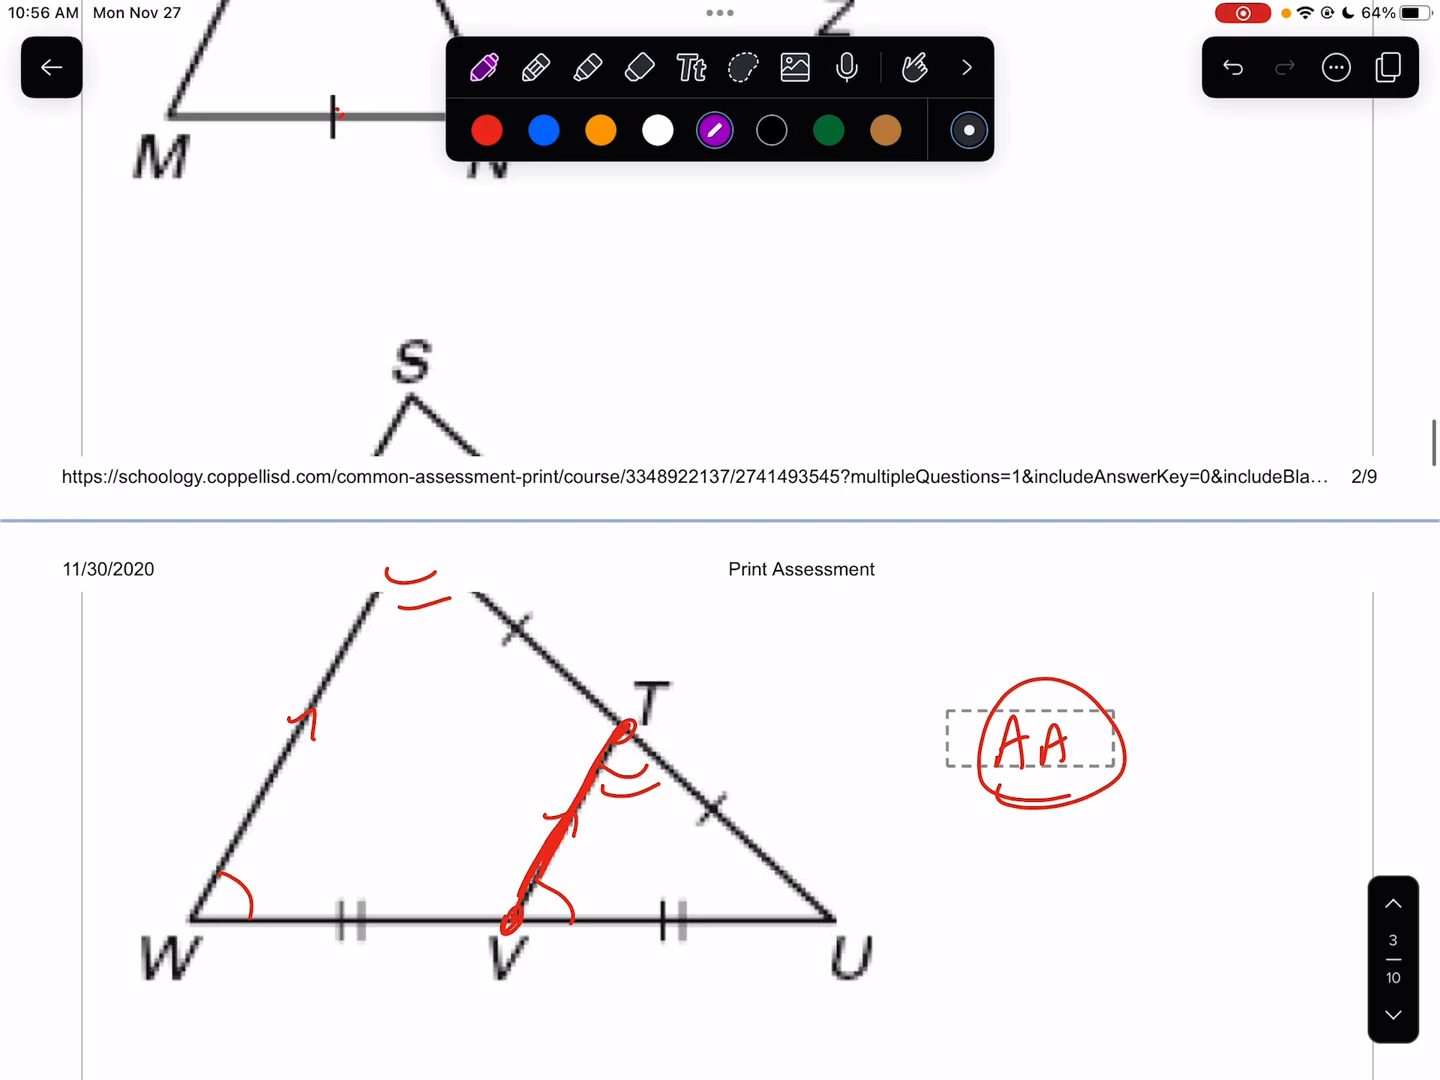 10:56 AM Mon Nov 27
64%
Z
Tt
M
N
S
https://schoology.coppellisd.com/common-assessment-print/course/3348922137/2741493545?multipleQuestions=1&includeAnswerKey=0&includeBla… 2/9
11/30/2020 Print Assessment
T
AA
W V U
3
10